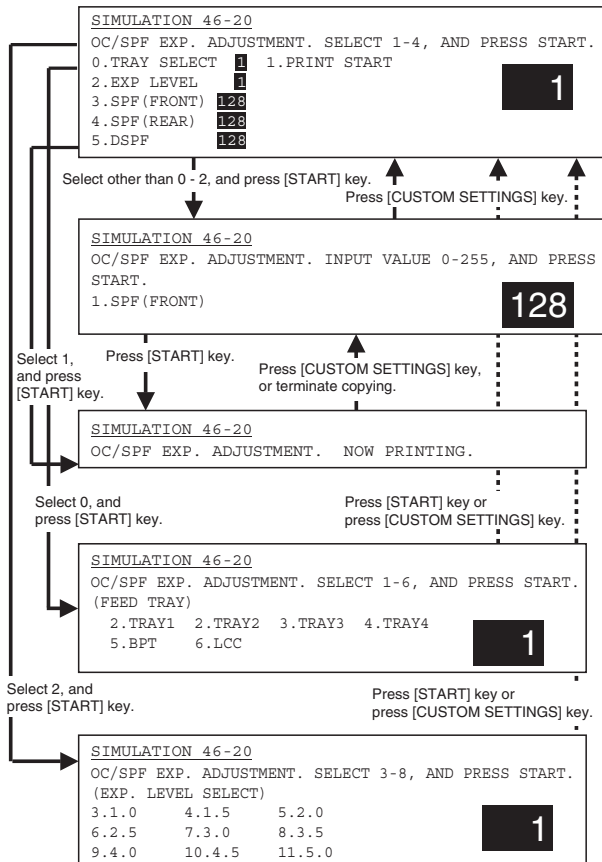 SIMULATION 46-20
OC/SPF EXP. ADJUSTMENT. SELECT 1-4, AND PRESS START.
0.TRAY SELECT 1 1.PRINT START
2.EXP LEVEL 1
3.SPF(FRONT) 128
4.SPF(REAR) 128
5.DSPF 128
1
Select other than 0 - 2, and press [START] key.
Press [CUSTOM SETTINGS] key.
SIMULATION 46-20
OC/SPF EXP. ADJUSTMENT. INPUT VALUE 0-255, AND PRESS
START.
1.SPF(FRONT)
128
Select 1,
and press
[START] key.
Press [START] key.
Press [CUSTOM SETTINGS] key,
or terminate copying.
SIMULATION 46-20
OC/SPF EXP. ADJUSTMENT. NOW PRINTING.
Select 0, and
press [START] key.
Press [START] key or
press [CUSTOM SETTINGS] key.
SIMULATION 46-20
OC/SPF EXP. ADJUSTMENT. SELECT 1-6, AND PRESS START.
(FEED TRAY)
2.TRAY1 2.TRAY2 3.TRAY3 4.TRAY4
5.BPT 6.LCC
1
Select 2, and
press [START] key.
Press [START] key or
press [CUSTOM SETTINGS] key.
SIMULATION 46-20
OC/SPF EXP. ADJUSTMENT. SELECT 3-8, AND PRESS START.
(EXP. LEVEL SELECT)
3.1.0 4.1.5 5.2.0
6.2.5 7.3.0 8.3.5
9.4.0 10.4.5 11.5.0
1